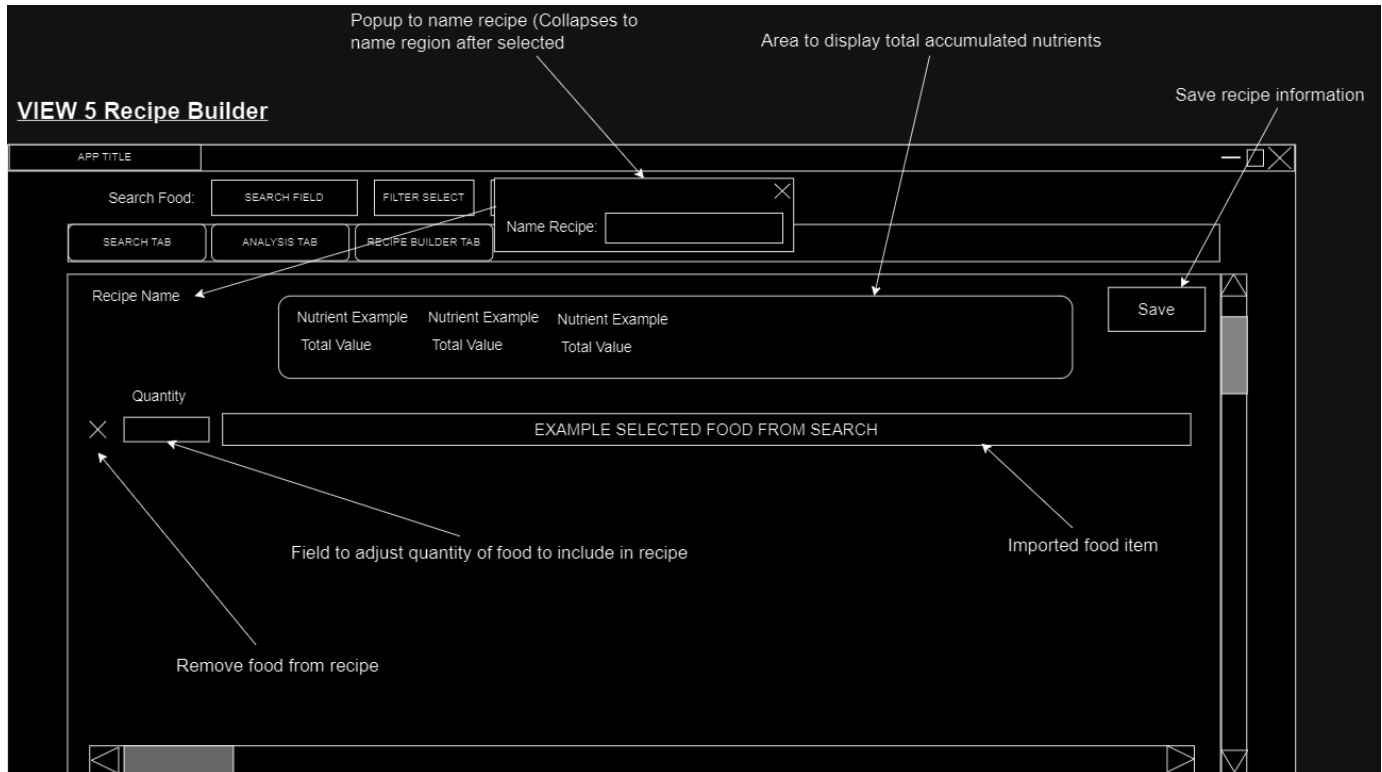 Popup to name recipe (Collapses to
name region after selected
Area to display total accumulated nutrients
Save recipe information
VIEW 5 Recipe Builder
APP TITLE
Search Food:
SEARCH FIELD
FILTER SELECT
Name Recipe:
SEARCH TAB
ANALYSIS TAB
RECIPE BUILDER TAB
Recipe Name
Nutrient Example
Nutrient Example
Nutrient Example
Total Value
Total Value
Total Value
Save
Quantity
EXAMPLE SELECTED FOOD FROM SEARCH
Field to adjust quantity of food to include in recipe
Imported food item
Remove food from recipe